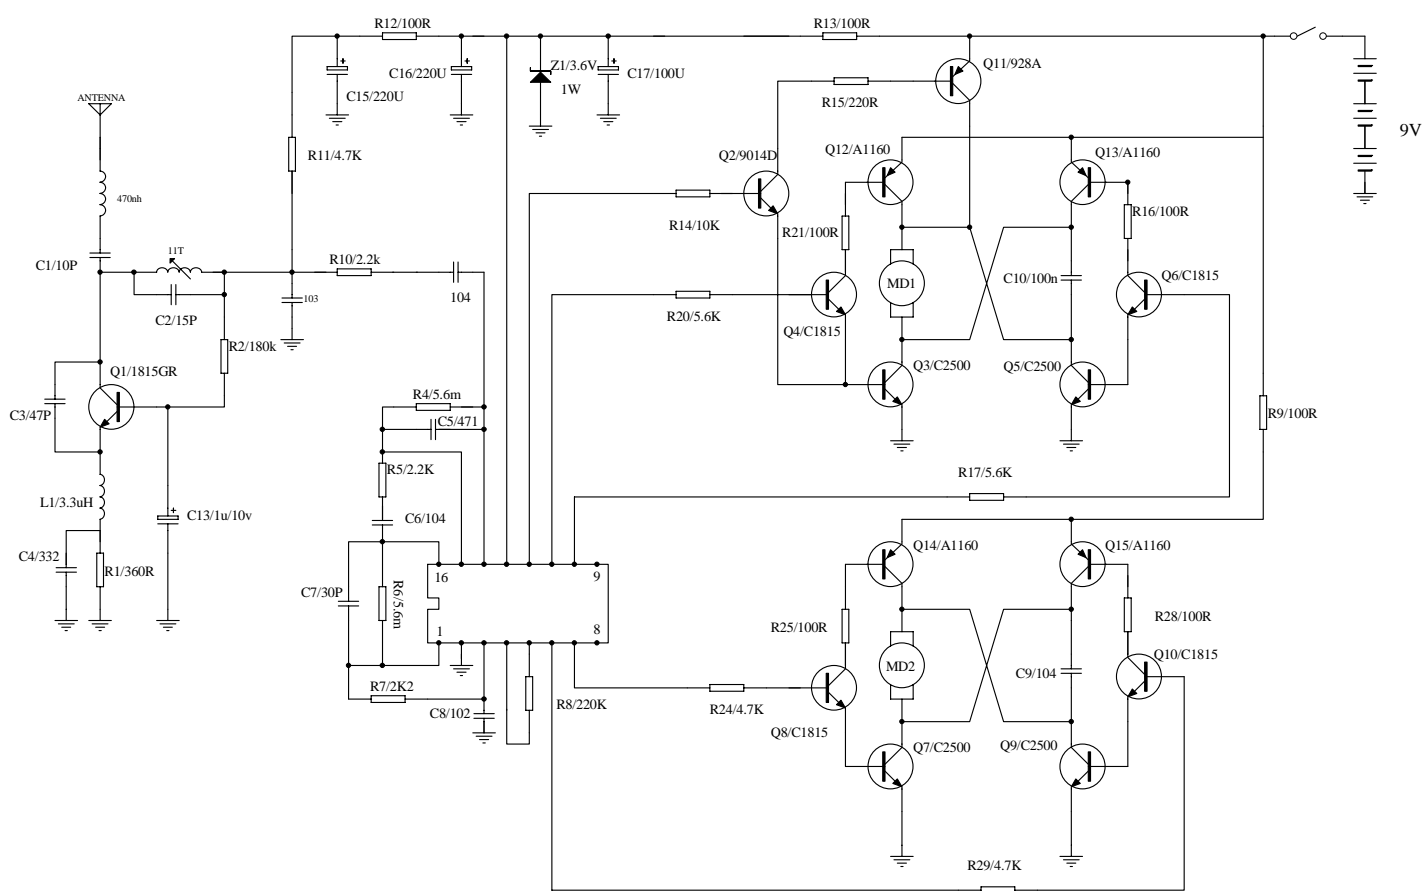 R12/100R
R13/100R
Z1/3.6V
1W
C16/220U
C17/100U
C15/220U
Q11/928A
R15/220R
ANTENNA
9V
R11/4.7K
Q2/9014D
Q12/A1160
Q13/A1160
470nh
R14/10K
R21/100R
R16/100R
11T
C1/10P
R10/2.2k
104
103
MD1
C10/100n
Q6/C1815
C2/15P
R20/5.6K
Q4/C1815
R2/180k
Q1/1815GR
Q3/C2500
Q5/C2500
R4/5.6m
C3/47P
C5/471
R9/100R
R5/2.2K
R17/5.6K
L1/3.3uH
C13/1u/10v
C6/104
Q14/A1160
Q15/A1160
C4/332
R1/360R
16
9
C7/30P
R6/5.6m
1
8
R25/100R
R28/100R
MD2
C9/104
Q10/C1815
R7/2K2
R8/220K
R24/4.7K
C8/102
Q8/C1815
Q7/C2500
Q9/C2500
R29/4.7K